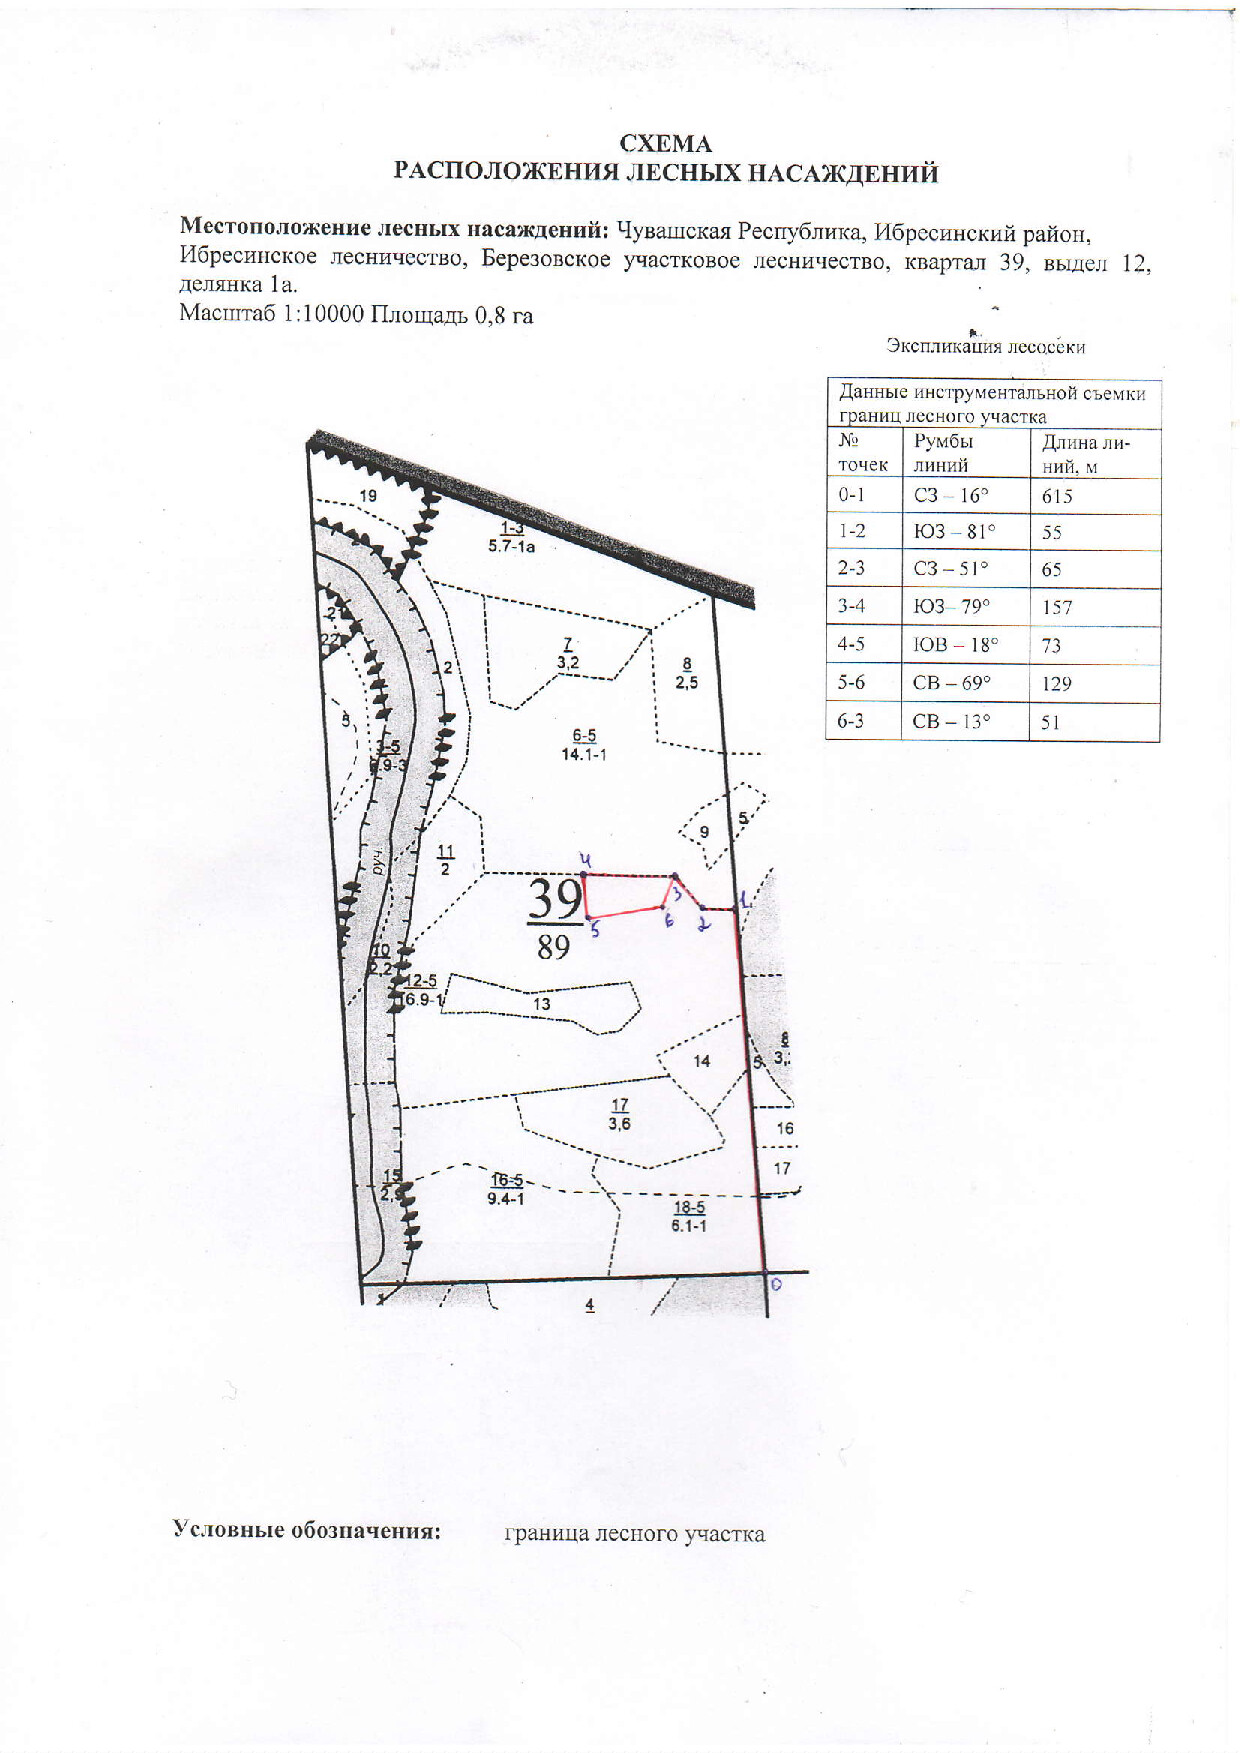 СХЕМА
РАСПОЛОЖЕНИЯ ЛЕСНЫХ НАСАЖДЕНИЙ
Местоположение лесных насаждений: Чувашская Республика, Ибресинский район,
Ибресинское лесничество, Березовское участковое лесничество, квартал 39, выдел 12,
делянка 1а.
Масштаб 1:10000 Площадь 0,8 га
Экспликация лесосеки
Данные инструментальной съемки
границ лесного участка
№ Румбы Длина ли-
точек линий ний, м
0-1 СЗ – 16° 615
1-2 ЮЗ – 81° 55
2-3 СЗ – 51° 65
3-4 ЮЗ– 79° 157
4-5 ЮВ – 18° 73
5-6 СВ – 69° 129
6-3 СВ – 13° 51
19
1-3
5.7-1а
22
2
7
3,2
8
2,5
6-5
14.1-1
3-5
9
5
руч.
11
2
4
3
1
2
6
5
39
89
10
2,2
12-5
6.9-1
13
14
8
5
17
3,6
16
17
15
16-5
9.4-1
18-5
6.1-1
0
4
Условные обозначения: граница лесного участка